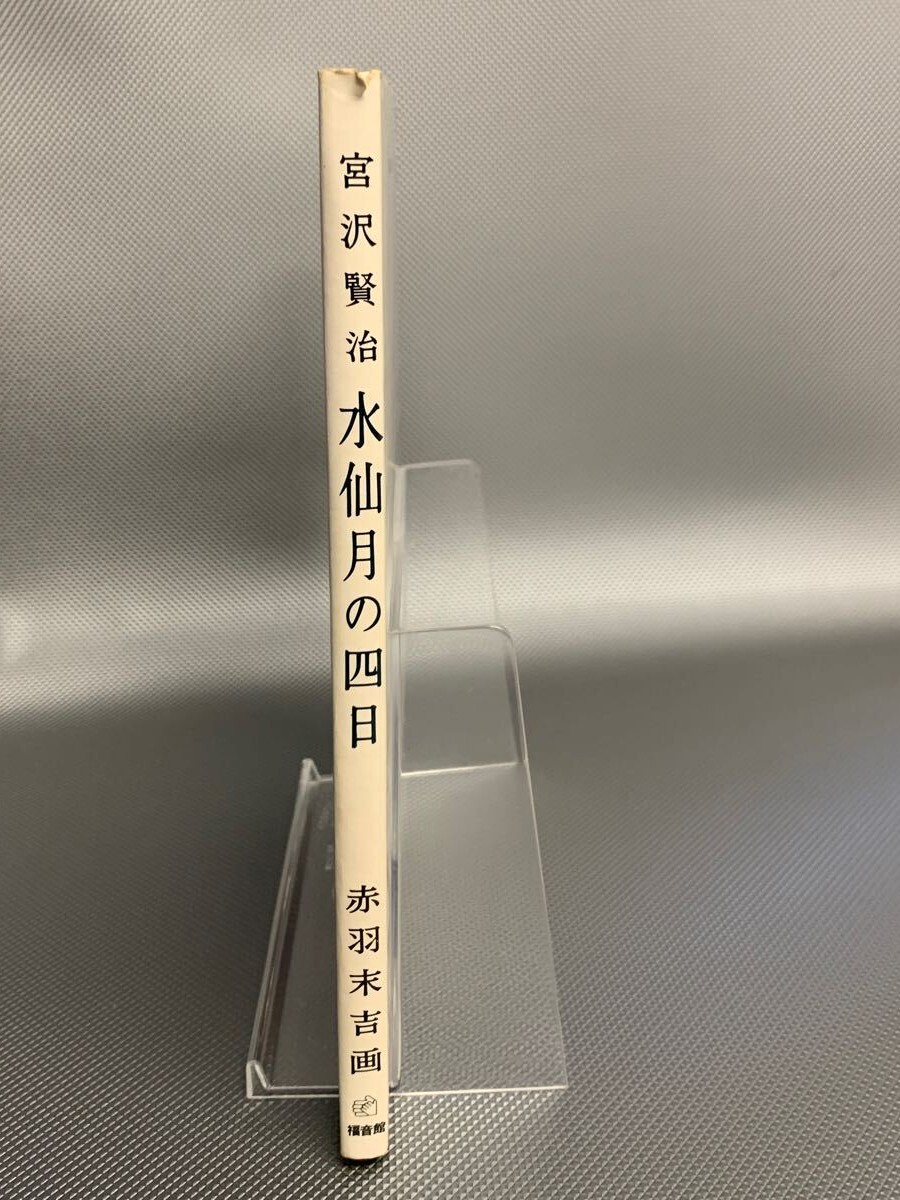 宮沢賢治
水仙月の四日
赤羽末吉画
福音館